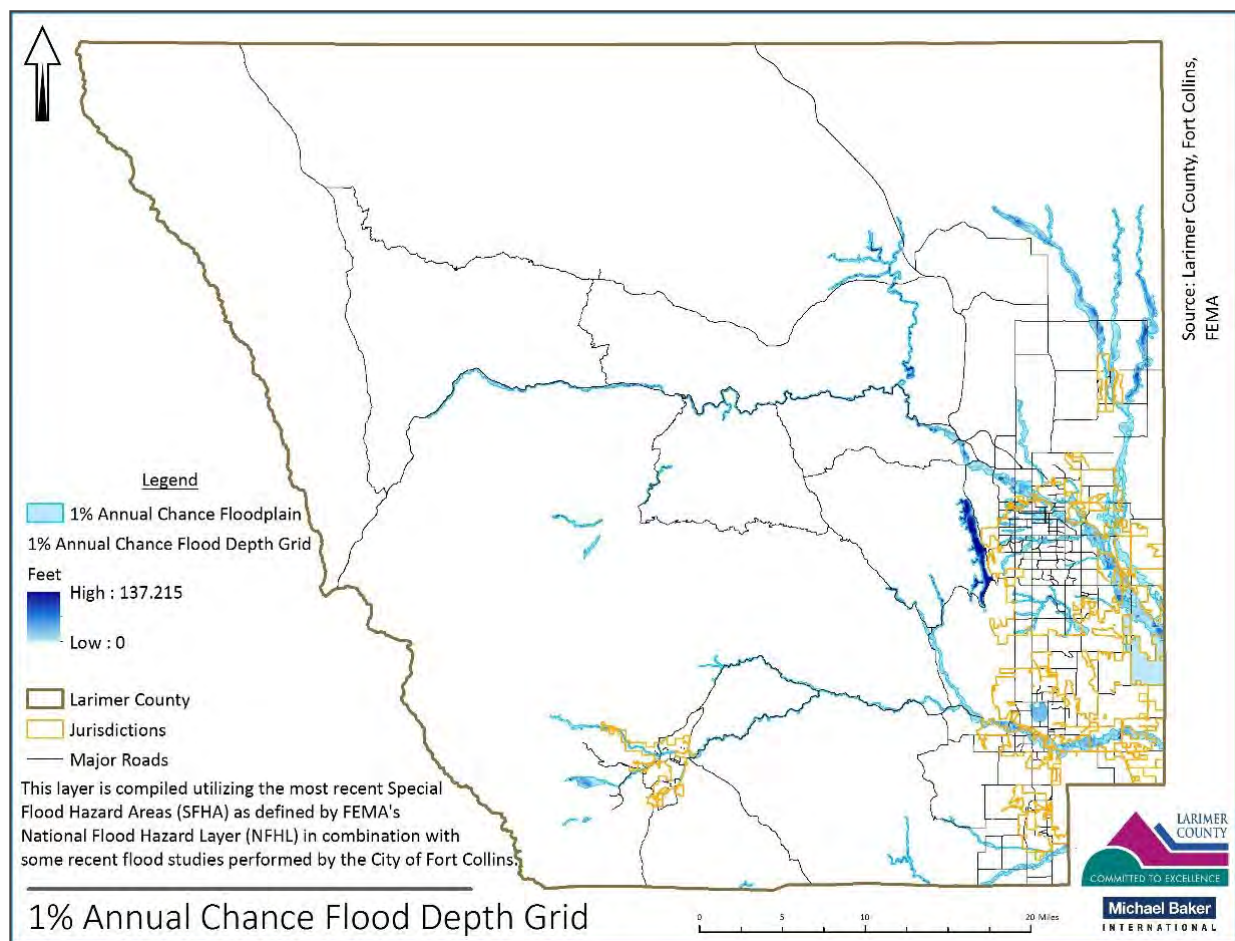 Source: Larimer County, Fort Collins,
FEMA
Legend
1% Annual Chance Floodplain
1% Annual Chance Flood Depth Grid
Feet
High : 137.215
Low : 0
Larimer County
Jurisdictions
Major Roads
This layer is compiled utilizing the most recent Special
Flood Hazard Areas (SFHA) as defined by FEMA's
National Flood Hazard Layer (NFHL) in combination with
some recent flood studies performed by the City of Fort Collins.
1% Annual Chance Flood Depth Grid
0 5 10 20 Miles
LARIMER
COUNTY
COMMITTED TO EXCELLENCE
Michael Baker
INTERNATIONAL